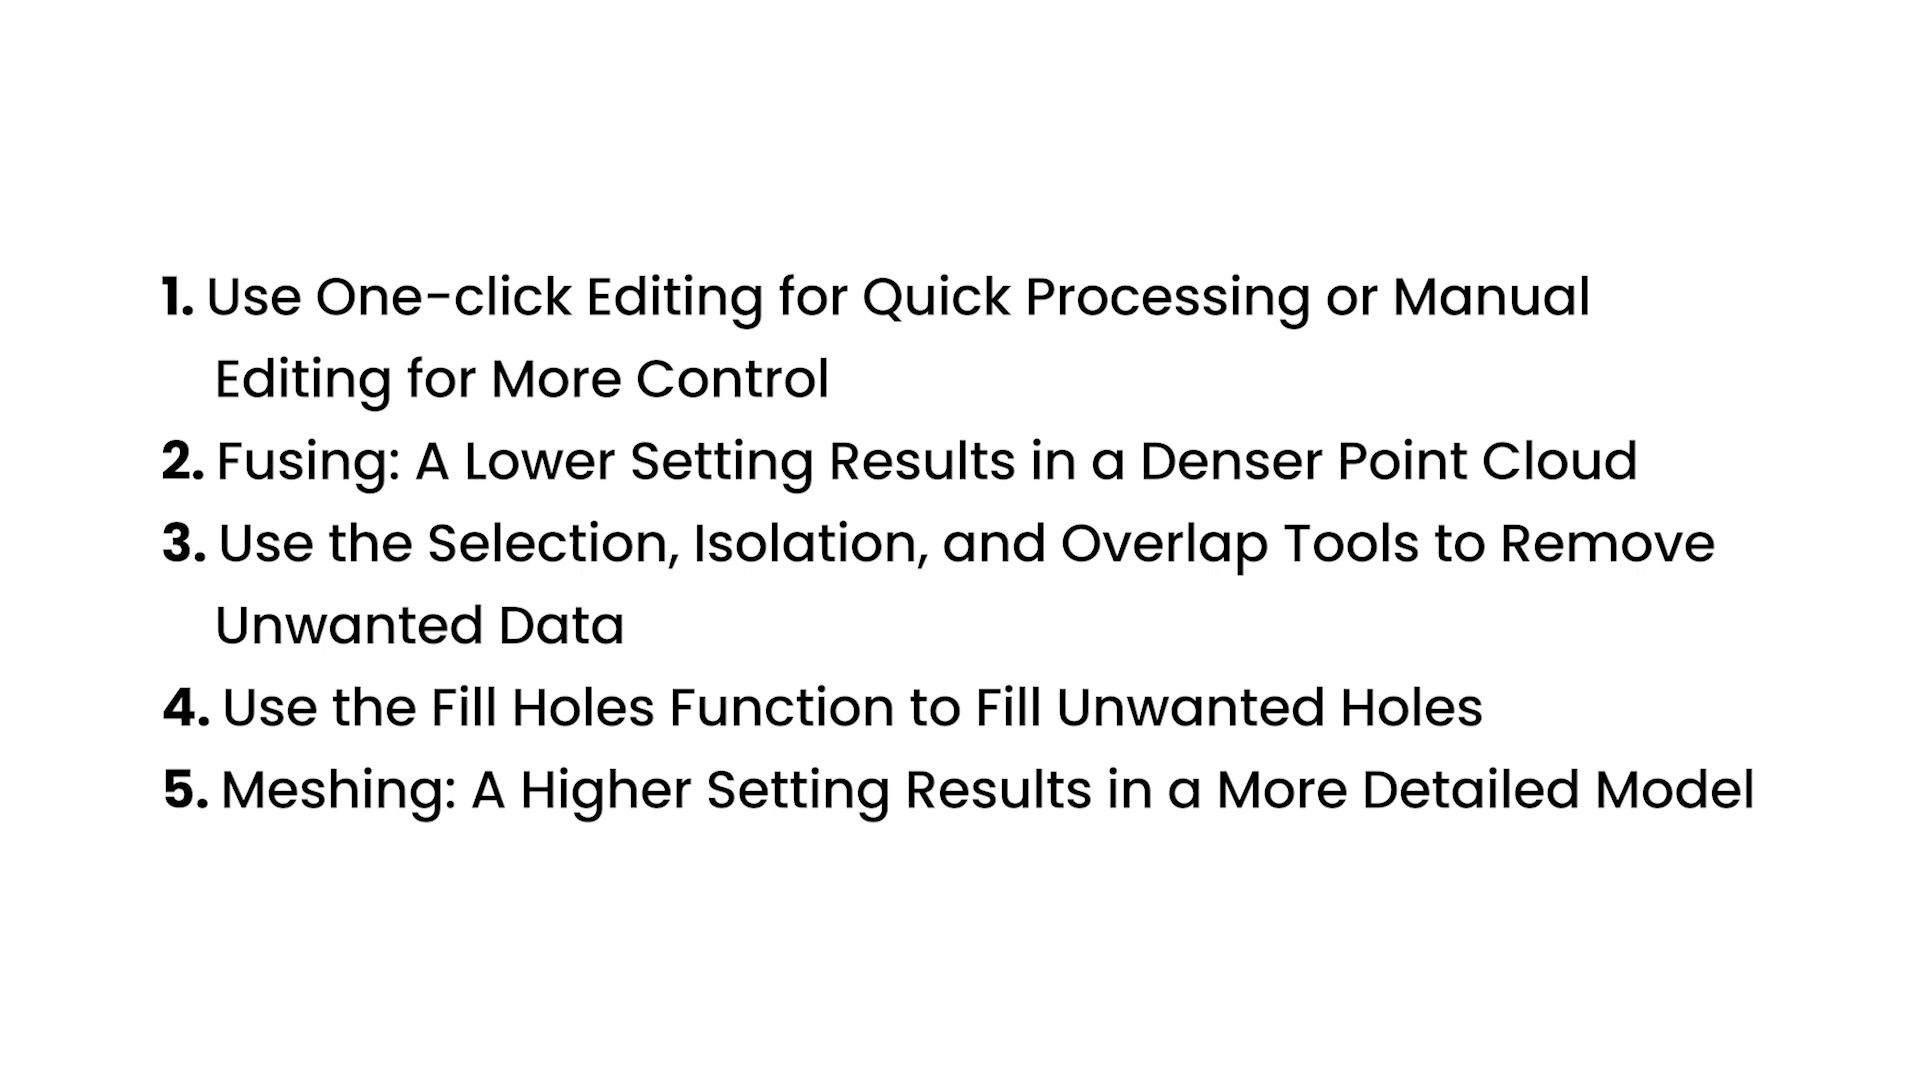 1. Use One-click Editing for Quick Processing or Manual
Editing for More Control
2. Fusing: A Lower Setting Results in a Denser Point Cloud
3. Use the Selection, Isolation, and Overlap Tools to Remove
Unwanted Data
4. Use the Fill Holes Function to Fill Unwanted Holes
5. Meshing: A Higher Setting Results in a More Detailed Model